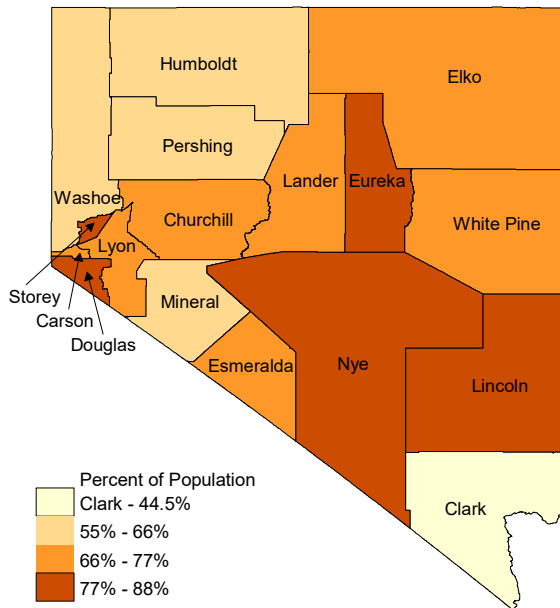 Humboldt
Elko
Pershing
Lander
Eureka
Washoe
Churchill
White Pine
Lyon
Storey
Carson
Mineral
Douglas
Esmeralda
Nye
Lincoln
Percent of Population
Clark - 44.5%
55% - 66%
66% - 77%
77% - 88%
Clark